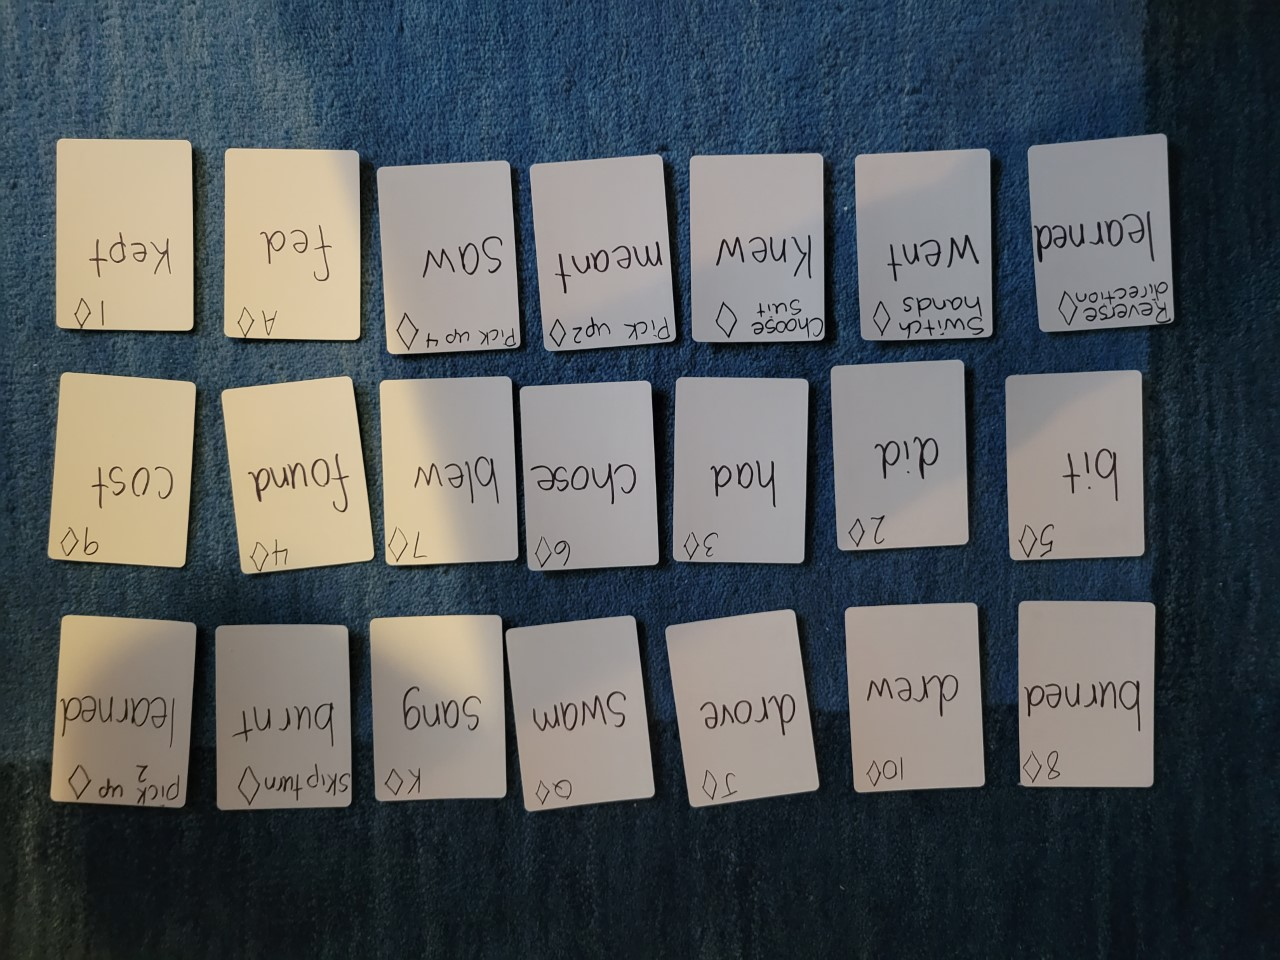 8◊
burned
10◊
drew
J◊
drove
Q◊
swam
K◊
sang
Skip turn ◊
burnt
pick up ◊
2
learned
5◊
bit
2◊
did
3◊
had
6◊
chose
7◊
blew
4◊
found
9◊
cost
Reverse ◊
direction
learned
Switch ◊
hands
went
Choose ◊
Suit
Knew
Pick up 2 ◊
meant
Pick up 4 ◊
saw
A◊
fed
1◊
kept